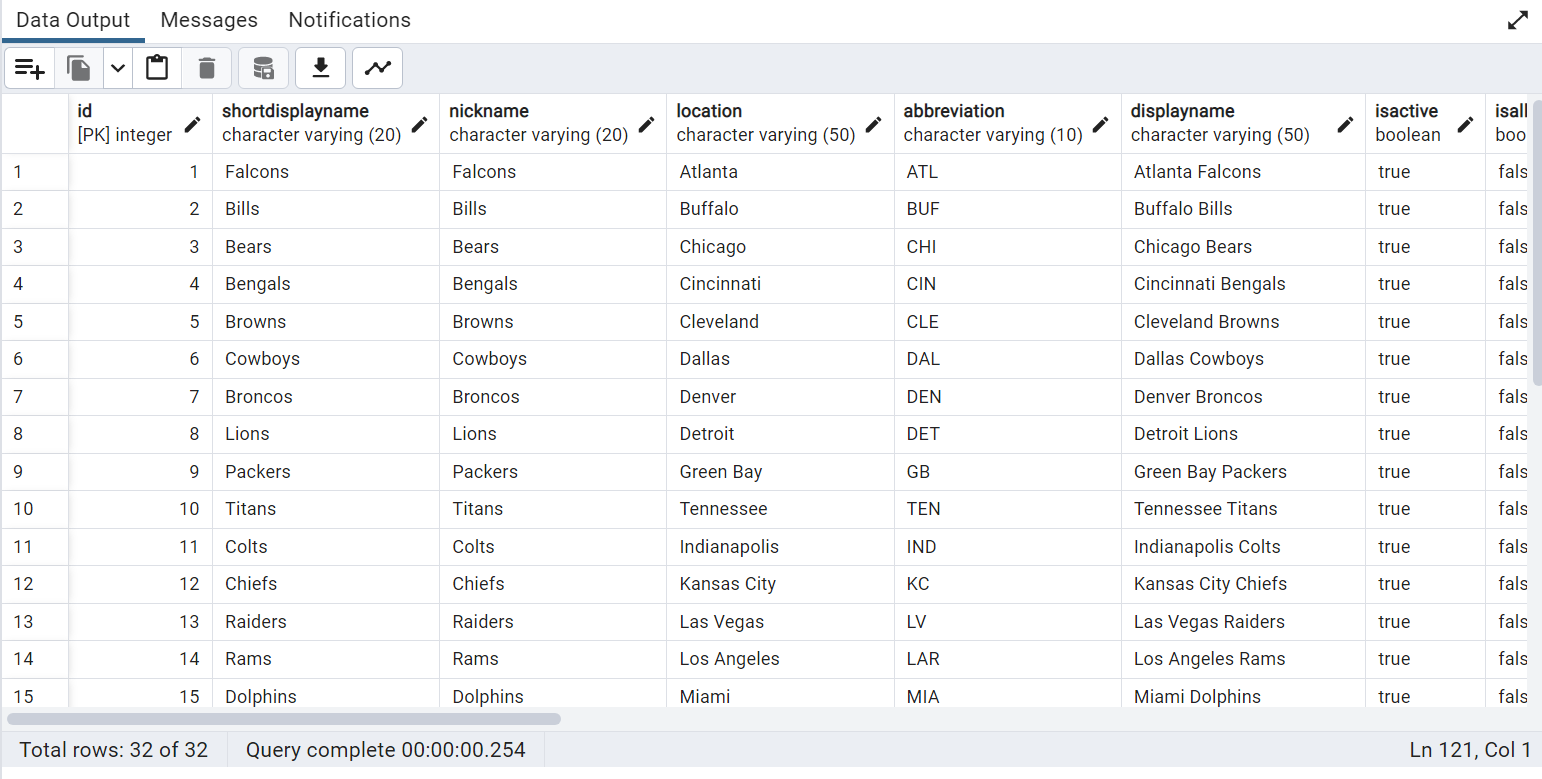 Data Output Messages Notifications
id shortdisplayname nickname location abbreviation displayname isactive isall
[PK] integer character varying (20) character varying (20) character varying (50) character varying (10) character varying (50) boolean boo
1 1 Falcons Falcons Atlanta ATL Atlanta Falcons true fals
2 2 Bills Bills Buffalo BUF Buffalo Bills true fals
3 3 Bears Bears Chicago CHI Chicago Bears true fals
4 4 Bengals Bengals Cincinnati CIN Cincinnati Bengals true fals
5 5 Browns Browns Cleveland CLE Cleveland Browns true fals
6 6 Cowboys Cowboys Dallas DAL Dallas Cowboys true fals
7 7 Broncos Broncos Denver DEN Denver Broncos true fals
8 8 Lions Lions Detroit DET Detroit Lions true fals
9 9 Packers Packers Green Bay GB Green Bay Packers true fals
10 10 Titans Titans Tennessee TEN Tennessee Titans true fals
11 11 Colts Colts Indianapolis IND Indianapolis Colts true fals
12 12 Chiefs Chiefs Kansas City KC Kansas City Chiefs true fals
13 13 Raiders Raiders Las Vegas LV Las Vegas Raiders true fals
14 14 Rams Rams Los Angeles LAR Los Angeles Rams true fals
15 15 Dolphins Dolphins Miami MIA Miami Dolphins true fals
Total rows: 32 of 32 Query complete 00:00:00.254 Ln 121, Col 1